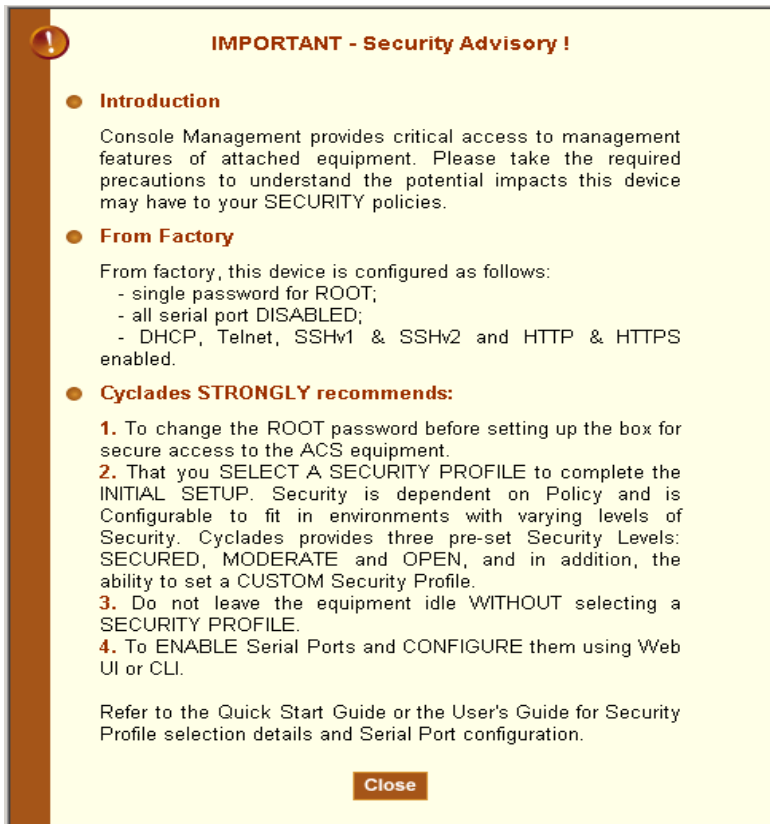 IMPORTANT - Security Advisory !
Introduction
Console Management provides critical access to management
features of attached equipment. Please take the required
precautions to understand the potential impacts this device
may have to your SECURITY policies.
From Factory
From factory, this device is configured as follows:
- single password for ROOT;
- all serial port DISABLED;
- DHCP, Telnet, SSHv1 & SSHv2 and HTTP & HTTPS
enabled.
Cyclades STRONGLY recommends:
1. To change the ROOT password before setting up the box for
secure access to the ACS equipment.
2. That you SELECT A SECURITY PROFILE to complete the
INITIAL SETUP. Security is dependent on Policy and is
Configurable to fit in environments with varying levels of
Security. Cyclades provides three pre-set Security Levels:
SECURED, MODERATE and OPEN, and in addition, the
ability to set a CUSTOM Security Profile.
3. Do not leave the equipment idle WITHOUT selecting a
SECURITY PROFILE.
4. To ENABLE Serial Ports and CONFIGURE them using Web
UI or CLI.
Refer to the Quick Start Guide or the User's Guide for Security
Profile selection details and Serial Port configuration.
Close